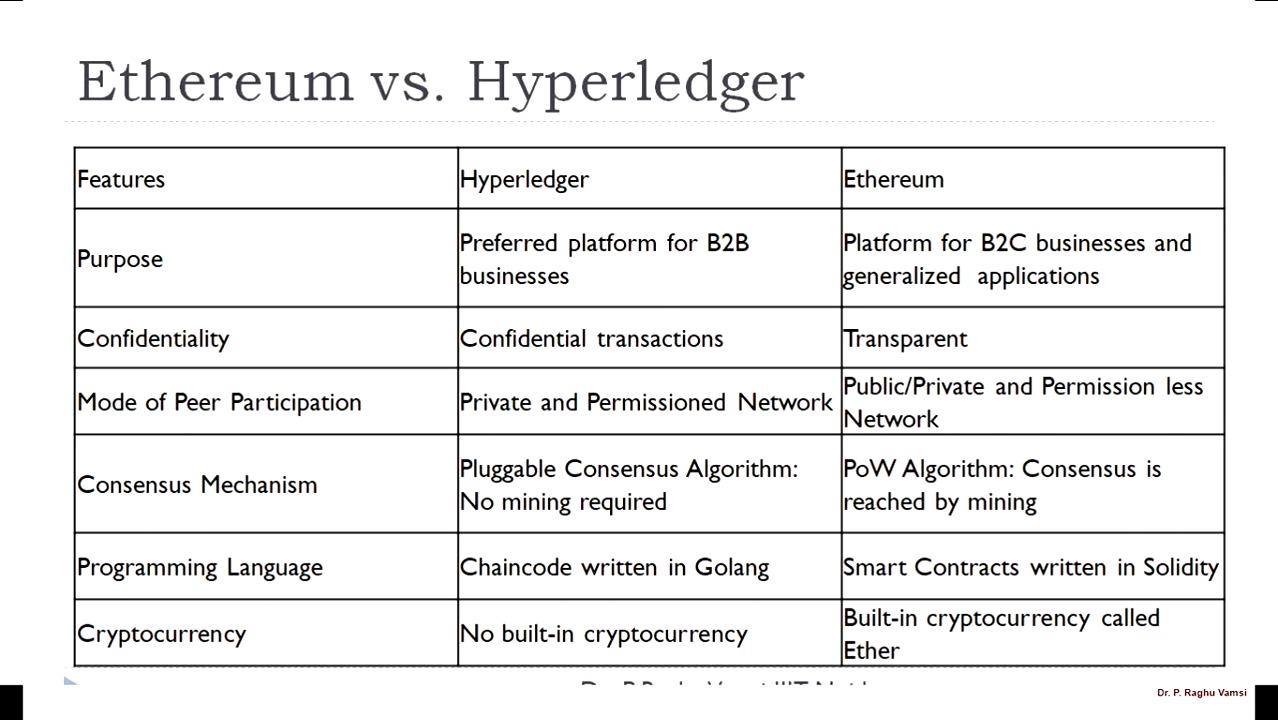 Ethereum vs. Hyperledger
Features
Hyperledger
Ethereum
Purpose
Preferred platform for B2B
businesses
Platform for B2C businesses and
generalized applications
Confidentiality
Confidential transactions
Transparent
Mode of Peer Participation
Private and Permissioned Network
Public/Private and Permission less
Network
Consensus Mechanism
Pluggable Consensus Algorithm:
No mining required
PoW Algorithm: Consensus is
reached by mining
Programming Language
Chaincode written in Golang
Smart Contracts written in Solidity
Cryptocurrency
No built-in cryptocurrency
Built-in cryptocurrency called
Ether
Dr. P. Raghu Vamsi